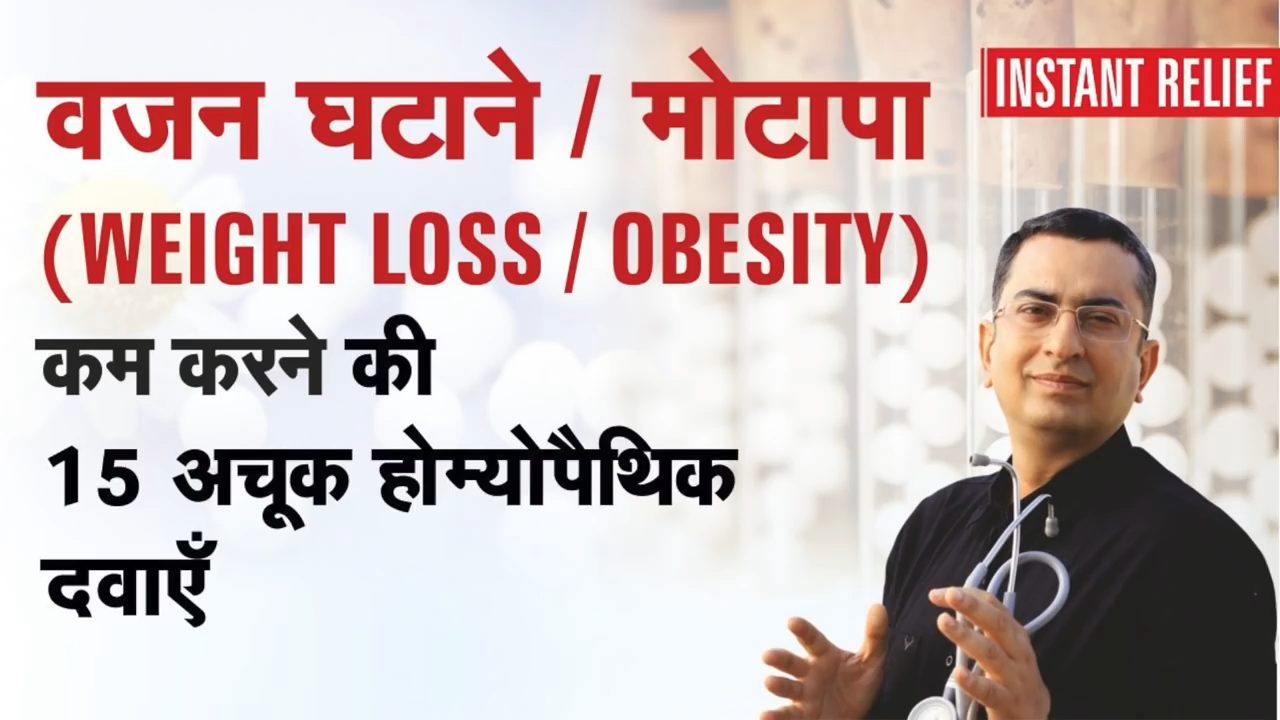 वजन घटाने / मोटापा
INSTANT RELIEF
(WEIGHT LOSS / OBESITY)
कम करने की
15 अचूक होम्योपैथिक
दवाएँ